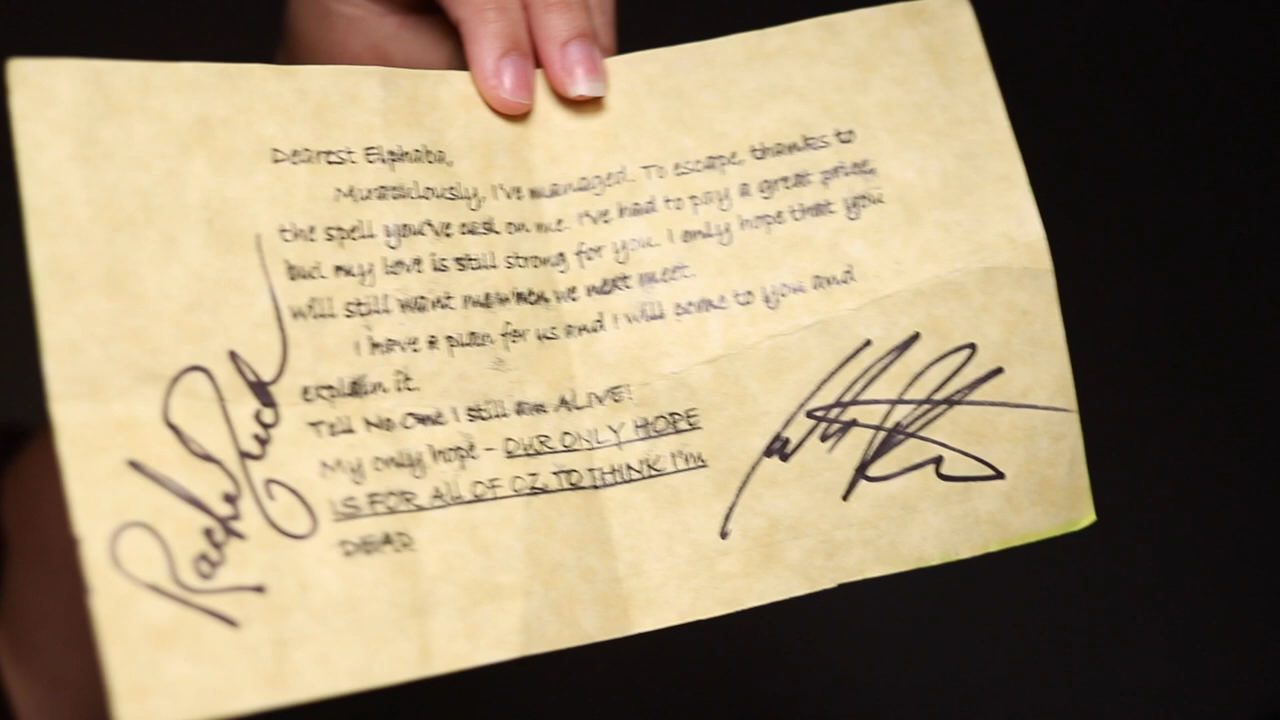 Dearest Elphaba,
Miraculously, I've managed. To escape, thanks to
the spell you've cast on me. I've had to pay a great price,
but my love is still strong for you. I only hope that you
will still want me when we next meet.
I have a plan for us and I will come to you and
explain it.
Tell No One I still am ALIVE!
My only hope - OUR ONLY HOPE
IS FOR All OF OZ TO THINK I'm
DEAD
Rachel